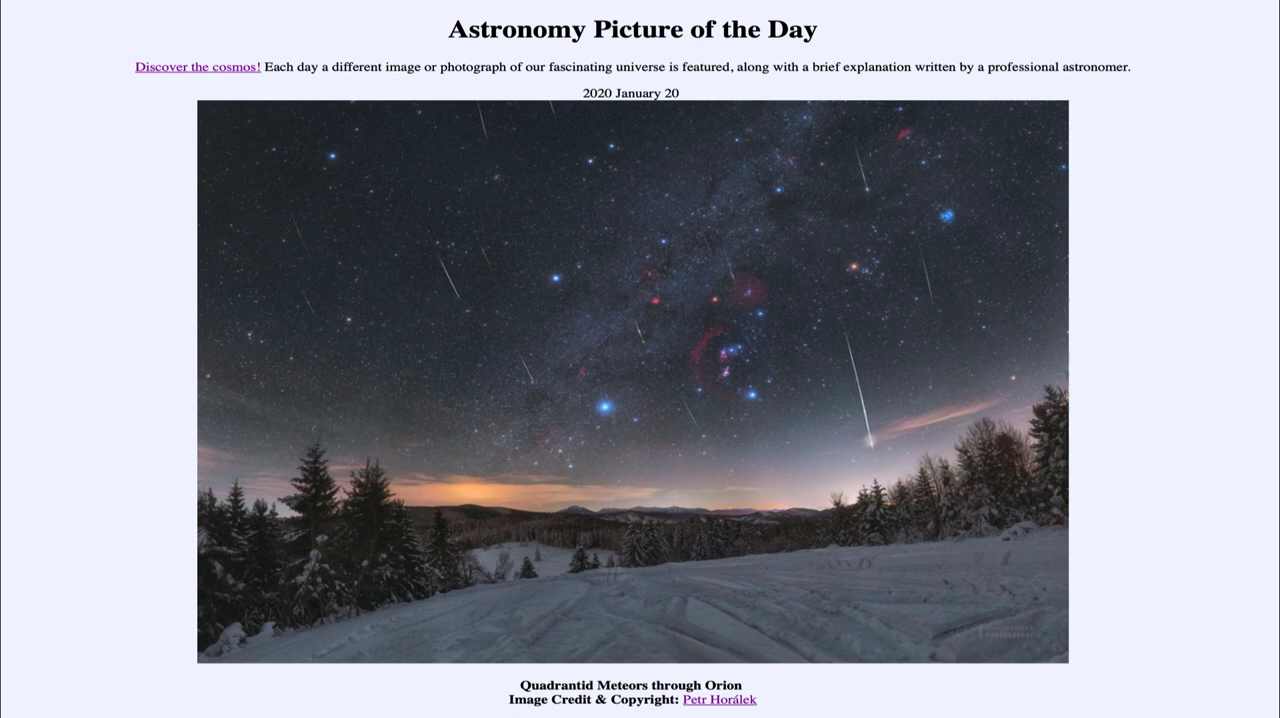 Astronomy Picture of the Day
Discover the cosmos! Each day a different image or photograph of our fascinating universe is featured, along with a brief explanation written by a professional astronomer.
2020 January 20
Quadrantid Meteors through Orion
Image Credit & Copyright: Petr Horálek